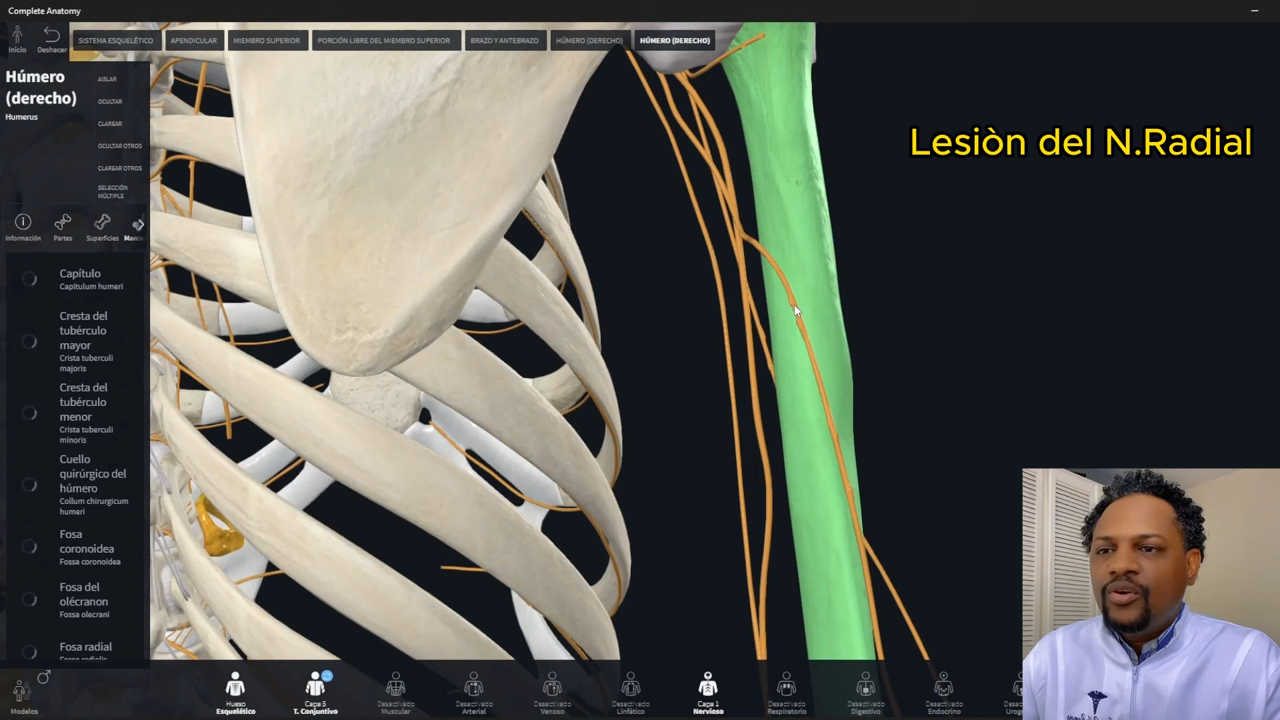 Complete Anatomy
Inicio
Deshacer
SISTEMA ESQUELÉTICO
APENDICULAR
MIEMBRO SUPERIOR
PORCIÓN LIBRE DEL MIEMBRO SUPERIOR
BRAZO Y ANTEBRAZO
HÚMERO (DERECHO)
HÚMERO (DERECHO)
Húmero
(derecho)
Humerus
AISLAR
OCULTAR
CLAREAR
OCULTAR OTROS
CLAREAR OTROS
SELECCIÓN
MÚLTIPLE
Información
Partes
Superficies
Lesiòn del N.Radial
Capítulo
Capitulum humeri
Cresta del
tubérculo
mayor
Crista tuberculi
majoris
Cresta del
tubérculo
menor
Crista tuberculi
minoris
Cuello
quirúrgico del
húmero
Collum chirurgicum
humeri
Fosa
coronoidea
Fossa coronoidea
Fosa del
olécranon
Fossa olecrani
Fosa radial
Fossa radialis
Modelos
Hueso
Esquelético
Capa 5
T. Conjuntivo
Desactivado
Muscular
Desactivado
Arterial
Desactivado
Venoso
Desactivado
Linfático
Capa 1
Nervioso
Desactivado
Respiratorio
Desactivado
Digestivo
Desactivado
Endocrino